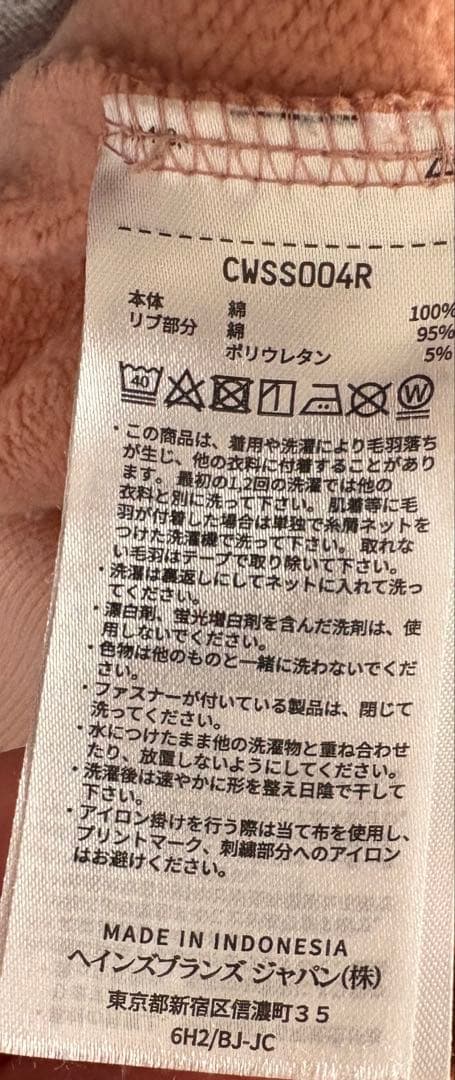 CWSS004R
本体 綿 100%
リブ部分 綿 95%
ポリウレタン 5%
40 W
・この商品は、着用や洗濯により毛羽落ち
が生じ、他の衣料に付着することがあり
ます。最初の1,2回の洗濯では他の
衣料と別に洗って下さい。肌着等に毛
羽が付着した場合は単独で糸屑ネットを
つけた洗濯機で洗って下さい。取れな
い毛羽はテープで取り除いて下さい。
・洗濯は裏返しにしてネットに入れて洗っ
てください。
・漂白剤、蛍光増白剤を含んだ洗剤は、使
用しないでください。
・色物は他のものと一緒に洗わないでくだ
さい。
・ファスナーが付いている製品は、閉じて
洗ってください。
・水につけたまま他の洗濯物と重ね合わせ
たり、放置しないようにしてください。
・洗濯後は速やかに形を整え日陰で干して
下さい。
・アイロン掛けを行う際は当て布を使用し、
プリントマーク、刺繍部分へのアイロン
はお避けください。
MADE IN INDONESIA
ヘインズブランズ ジャパン(株)
東京都新宿区信濃町35
6H2/BJ-JC